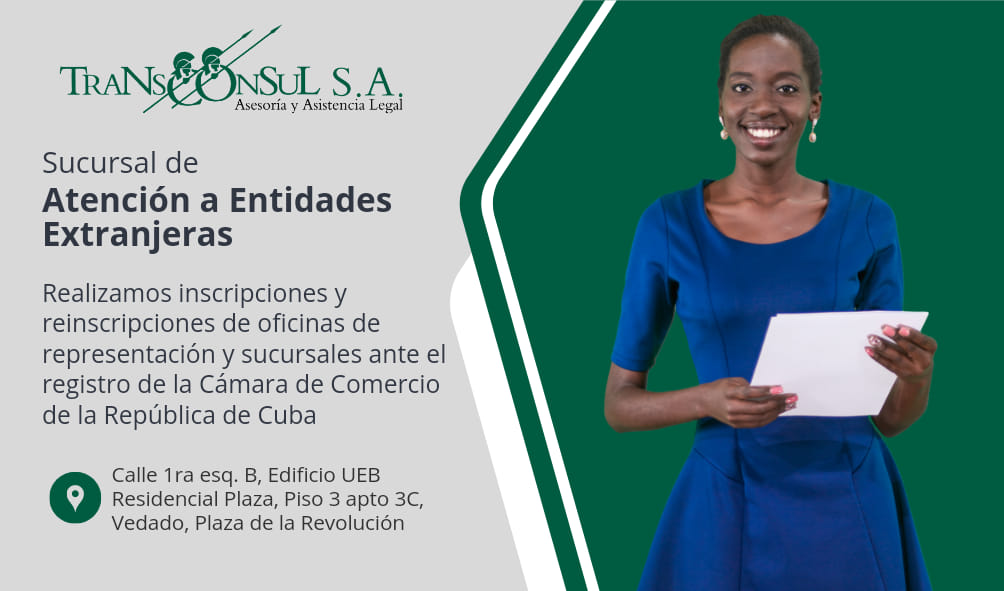 TRANSCONSUL S.A.
Asesoría y Asistencia Legal
Sucursal de
Atención a Entidades
Extranjeras
Realizamos inscripciones y
reinscripciones de oficinas de
representación y sucursales ante el
registro de la Cámara de Comercio
de la República de Cuba
Calle 1ra esq. B, Edificio UEB
Residencial Plaza, Piso 3 apto 3C,
Vedado, Plaza de la Revolución